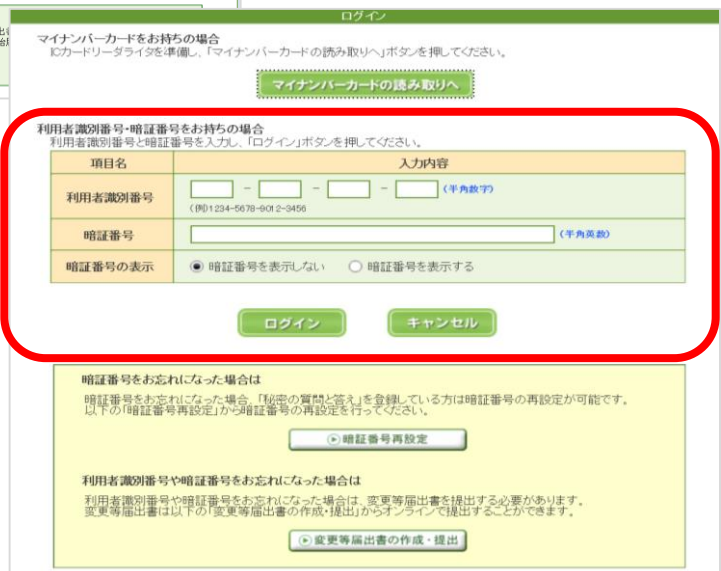 ログイン
マイナンバーカードをお持ちの場合
ICカードリーダライタを準備し、「マイナンバーカードの読み取りへ」ボタンを押してください。
マイナンバーカードの読み取りへ
利用者識別番号・暗証番号をお持ちの場合
利用者識別番号と暗証番号を入力し、「ログイン」ボタンを押してください。
項目名 入力内容
利用者識別番号 - - - (半角数字)
(例)1234-5678-9012-3456
暗証番号 (半角英数)
暗証番号の表示 暗証番号を表示しない 暗証番号を表示する
ログイン キャンセル
暗証番号をお忘れになった場合は
暗証番号をお忘れになった場合、「秘密の質問と答え」を登録している方は暗証番号の再設定が可能です。
以下の「暗証番号再設定」から暗証番号の再設定を行ってください。
暗証番号再設定
利用者識別番号や暗証番号をお忘れになった場合は
利用者識別番号や暗証番号をお忘れになった場合は、変更等届出書を提出する必要があります。
変更等届出書は以下の「変更等届出書の作成・提出」からオンラインで提出することができます。
変更等届出書の作成・提出